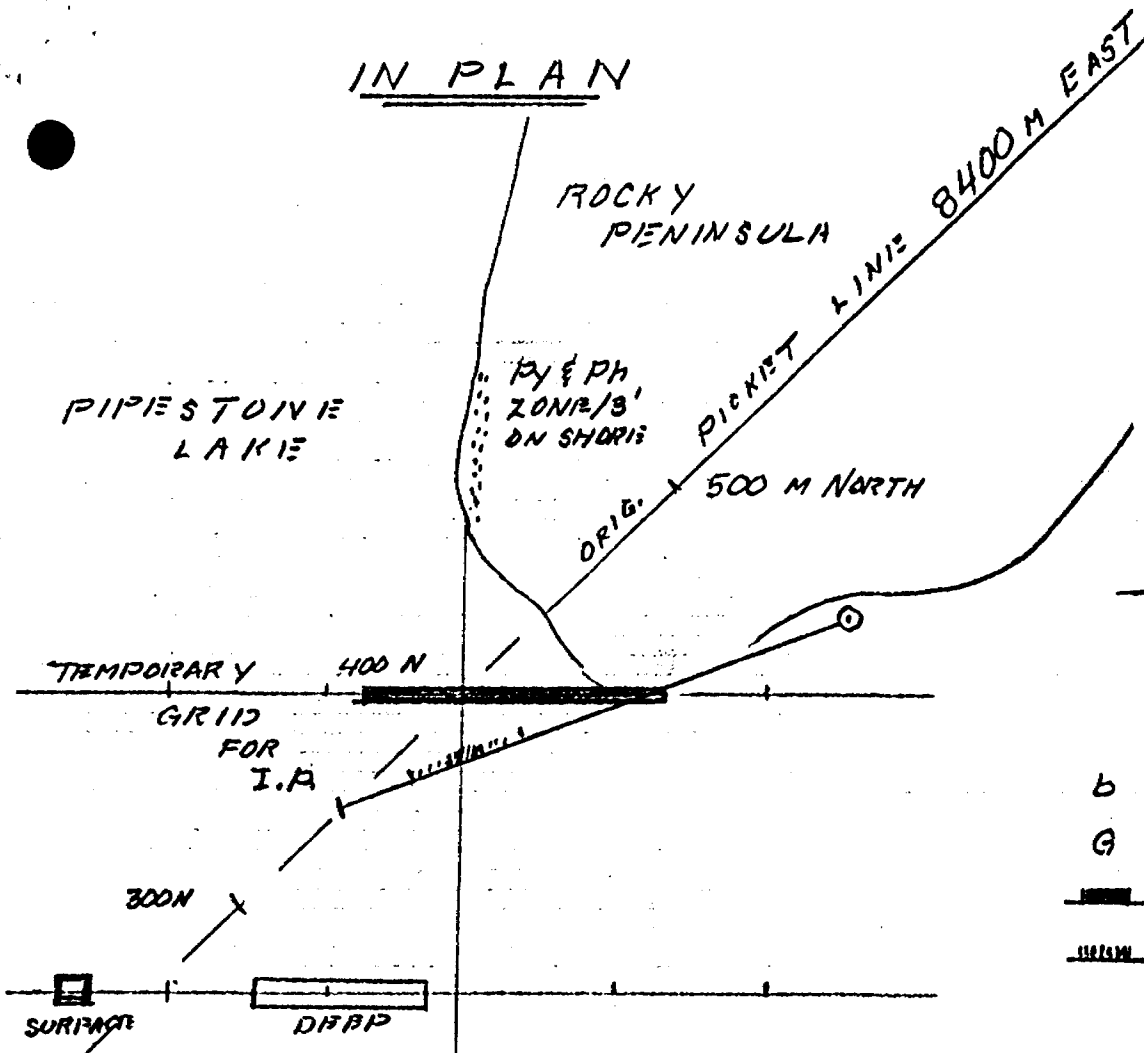 IN PLAN
ROCKY
PENINSULA
ORIG. PICKET LINE 8400 M EAST
Py & Ph
ZONE/3'
ON SHORE
PIPESTONE
LAKE
500 M NORTH
TEMPORARY
GRID
FOR
I.P.
400 N
300N
SURFACE
DEEP
b
G